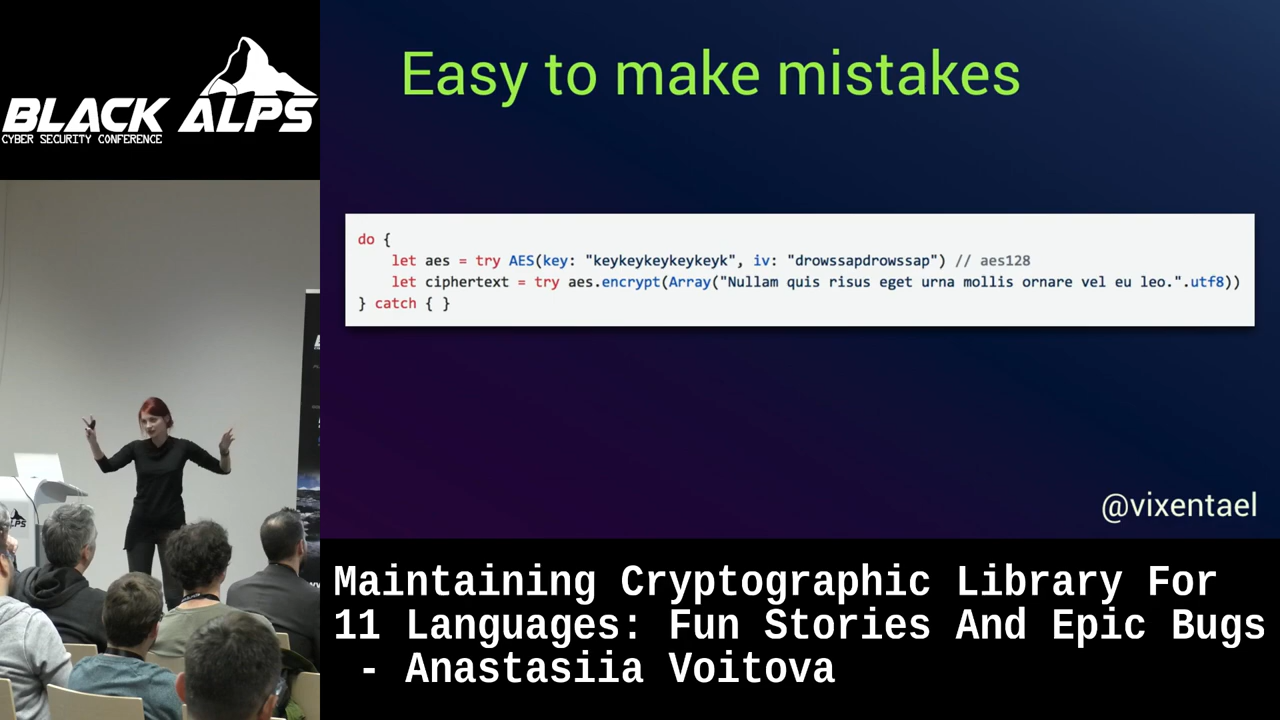 BLACK ALPS
CYBER SECURITY CONFERENCE
Easy to make mistakes
do {
    let aes = try AES(key: "keykeykeykeykeyk", iv: "drowssapdrowssap") // aes128
    let ciphertext = try aes.encrypt(Array("Nullam quis risus eget urna mollis ornare vel eu leo.".utf8))
} catch { }
@vixentael
Maintaining Cryptographic Library For
11 Languages: Fun Stories And Epic Bugs
- Anastasiia Voitova